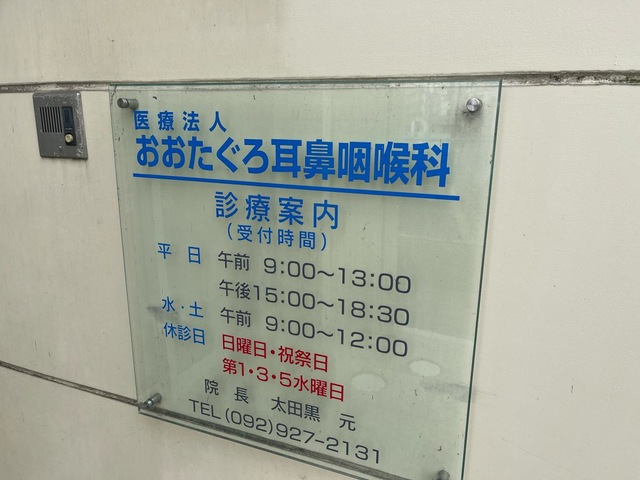 医療法人
おおたぐろ耳鼻咽喉科
診療案内
(受付時間)
平 日 午前 9:00～13:00
午後15:00～18:30
水・土 午前 9:00～12:00
休診日 日曜日・祝祭日
第1・3・5水曜日
院 長 太田黒 元
TEL (092)927-2131